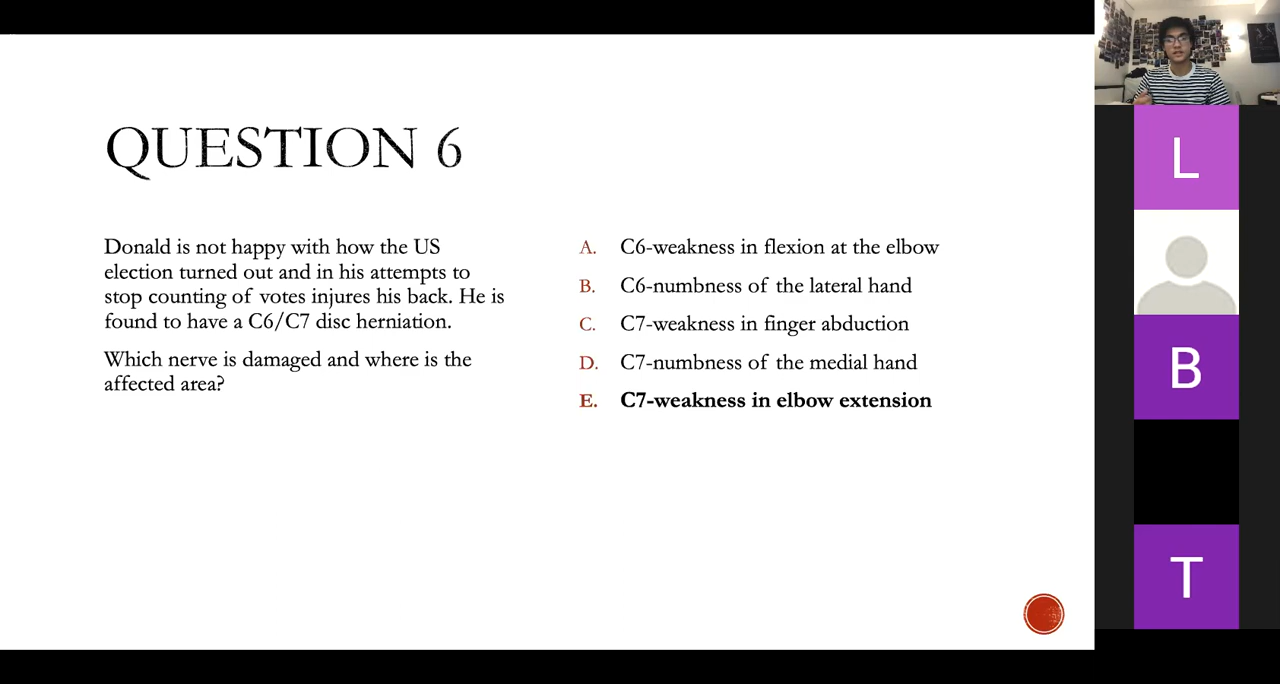 QUESTION 6
Donald is not happy with how the US
election turned out and in his attempts to
stop counting of votes injures his back. He is
found to have a C6/C7 disc herniation.
Which nerve is damaged and where is the
affected area?
A. C6-weakness in flexion at the elbow
B. C6-numbness of the lateral hand
C. C7-weakness in finger abduction
D. C7-numbness of the medial hand
E. C7-weakness in elbow extension
L
B
T